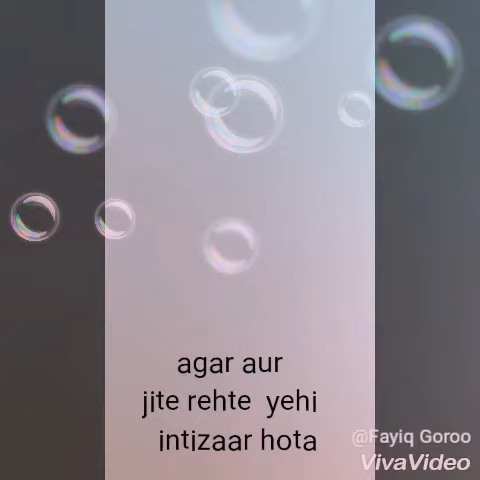 agar aur
jite rehte yehi
intizaar hota
@Fayiq Goroo
VivaVideo